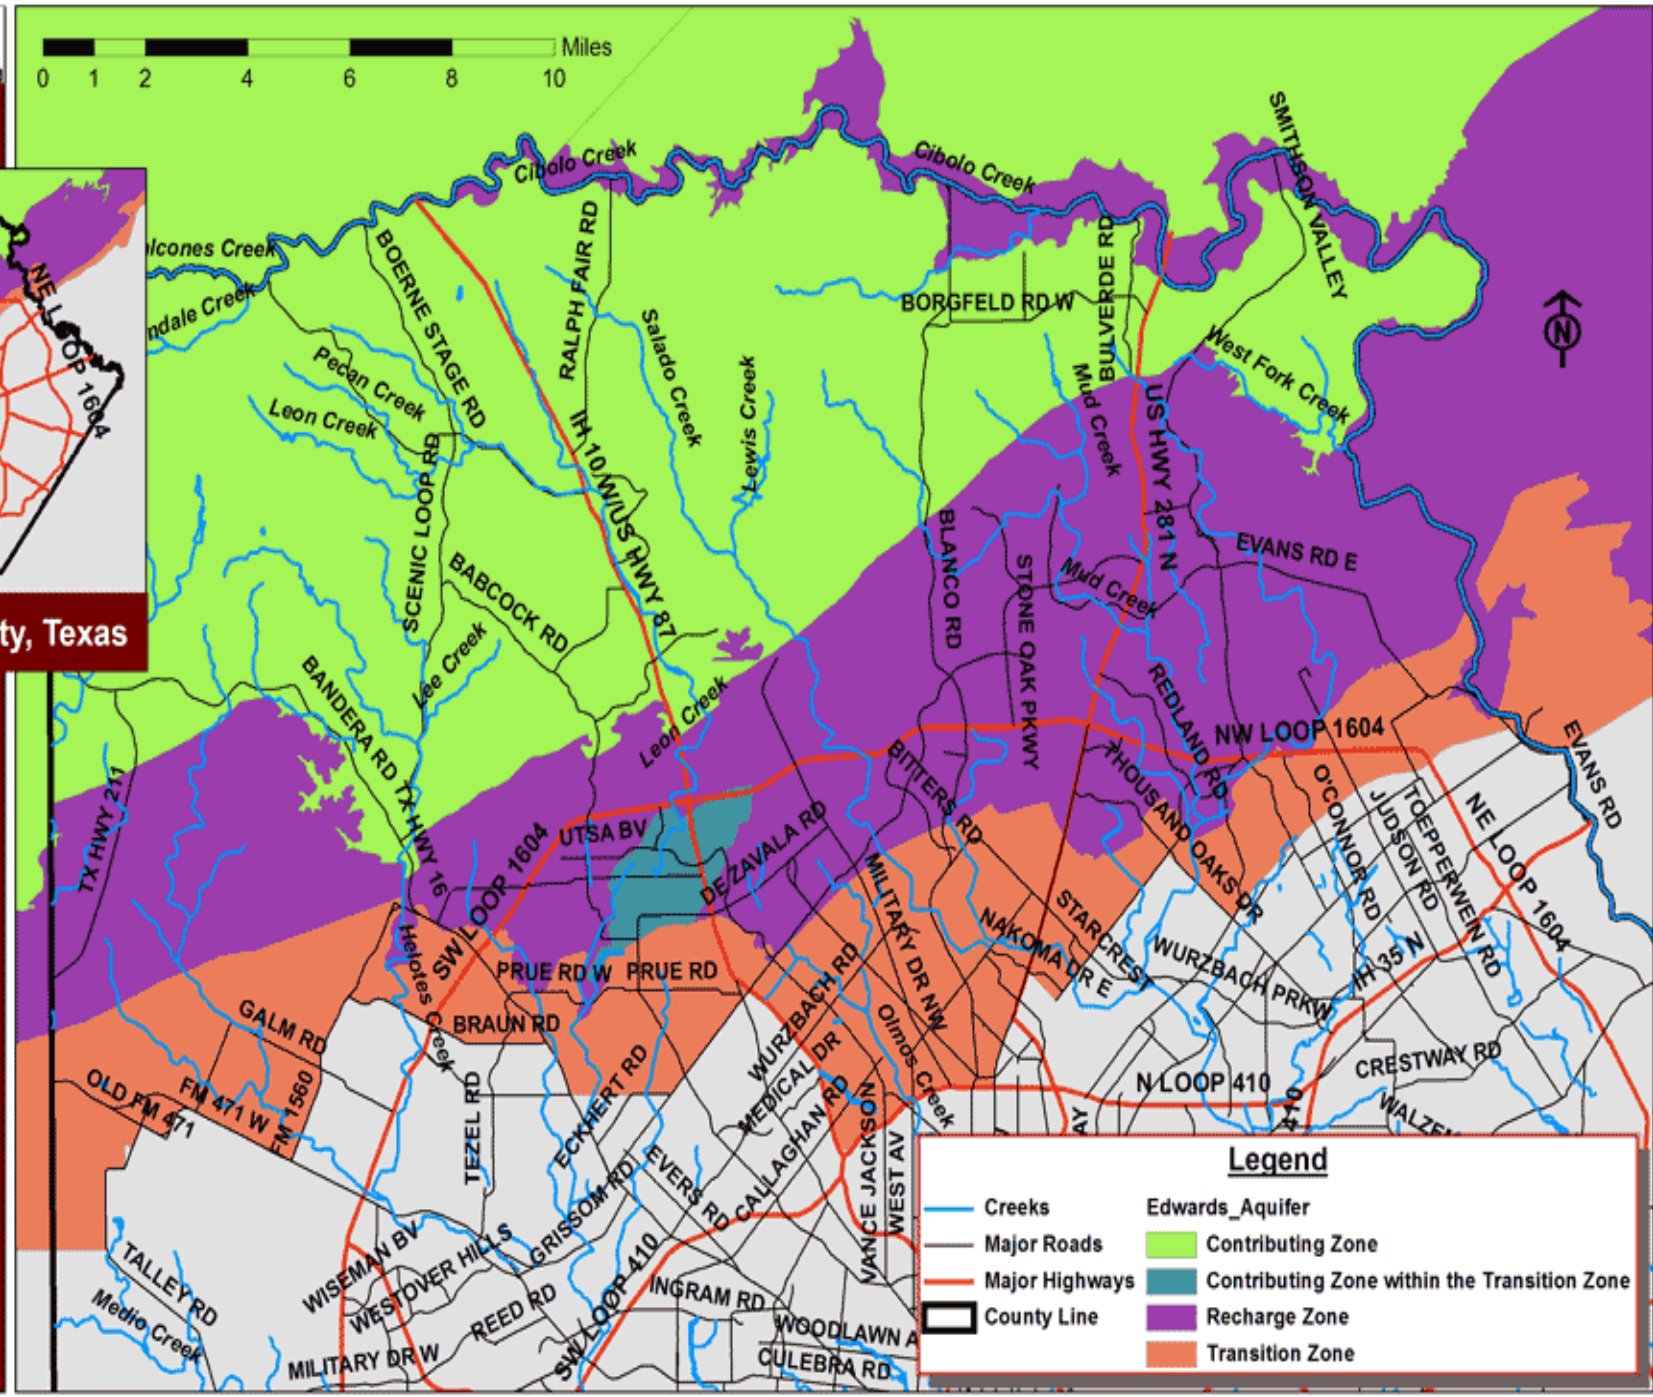 Miles
0 1 2 4 6 8 10
SMITHSON VALLEY
Cibolo Creek
Cibolo Creek
lcones Creek
ndale Creek
BOERNE STAGE RD
RALPH FAIR RD
BULVERDE RD
BORGFELD RD W
N
NE LOOP 1604
Pecan Creek
Leon Creek
Salado Creek
Lewis Creek
Mud Creek
West Fork Creek
IH 10/W/US HWY 87
US HWY 281 N
SCENIC LOOP RD
BABCOCK RD
BLANCO RD
STONE OAK PKWY
Mud Creek
EVANS RD E
ty, Texas
Lee Creek
BANDERA RD TX HWY 16
Leon Creek
REDLAND RD
NW LOOP 1604
EVANS RD
TX HWY 211
BITTERS RD
THOUSAND OAKS DR
O'CONNOR RD
JUDSON RD
TOEPPERWEIN RD
NE LOOP 1604
UTSA BV
SW LOOP 1604
DE ZAVALA RD
MILITARY DR NW
STARCREST
NAKOMA DR E
WURZBACH PRKW
IH 35 N
Helotes Creek
PRUE RD W
PRUE RD
WURZBACH RD
GALM RD
BRAUN RD
Olmos Creek
MEDICAL DR
CRESTWAY RD
OLD FM 471
FM 471 W
FM 1560
TEZEL RD
ECKHERT RD
CALLAGHAN RD
N LOOP 410
410
WALZEM
AY
EVERS RD
GRISSOM RD
VANCE JACKSON
WEST AV
TALLEY RD
Medio Creek
WISEMAN BV
WESTOVER HILLS
REED RD
SW LOOP 410
INGRAM RD
WOODLAWN A
CULEBRA RD
MILITARY DR W
Legend
Creeks
Major Roads
Major Highways
County Line
Edwards_Aquifer
Contributing Zone
Contributing Zone within the Transition Zone
Recharge Zone
Transition Zone